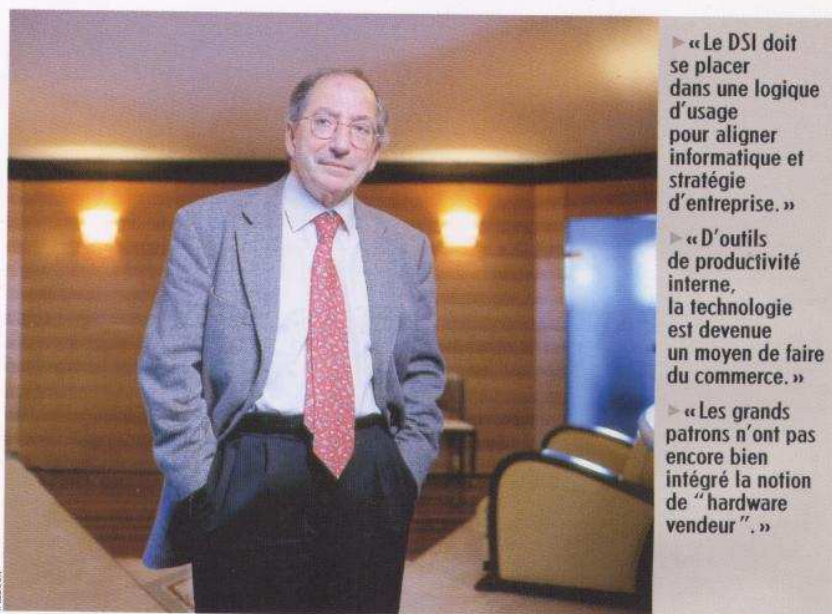 ▶ «Le DSI doit
se placer
dans une logique
d'usage
pour aligner
informatique et
stratégie
d'entreprise.»
▶ «D'outils
de productivité
interne,
la technologie
est devenue
un moyen de faire
du commerce.»
▶ «Les grands
patrons n'ont pas
encore bien
intégré la notion
de “hardware
vendeur”.»